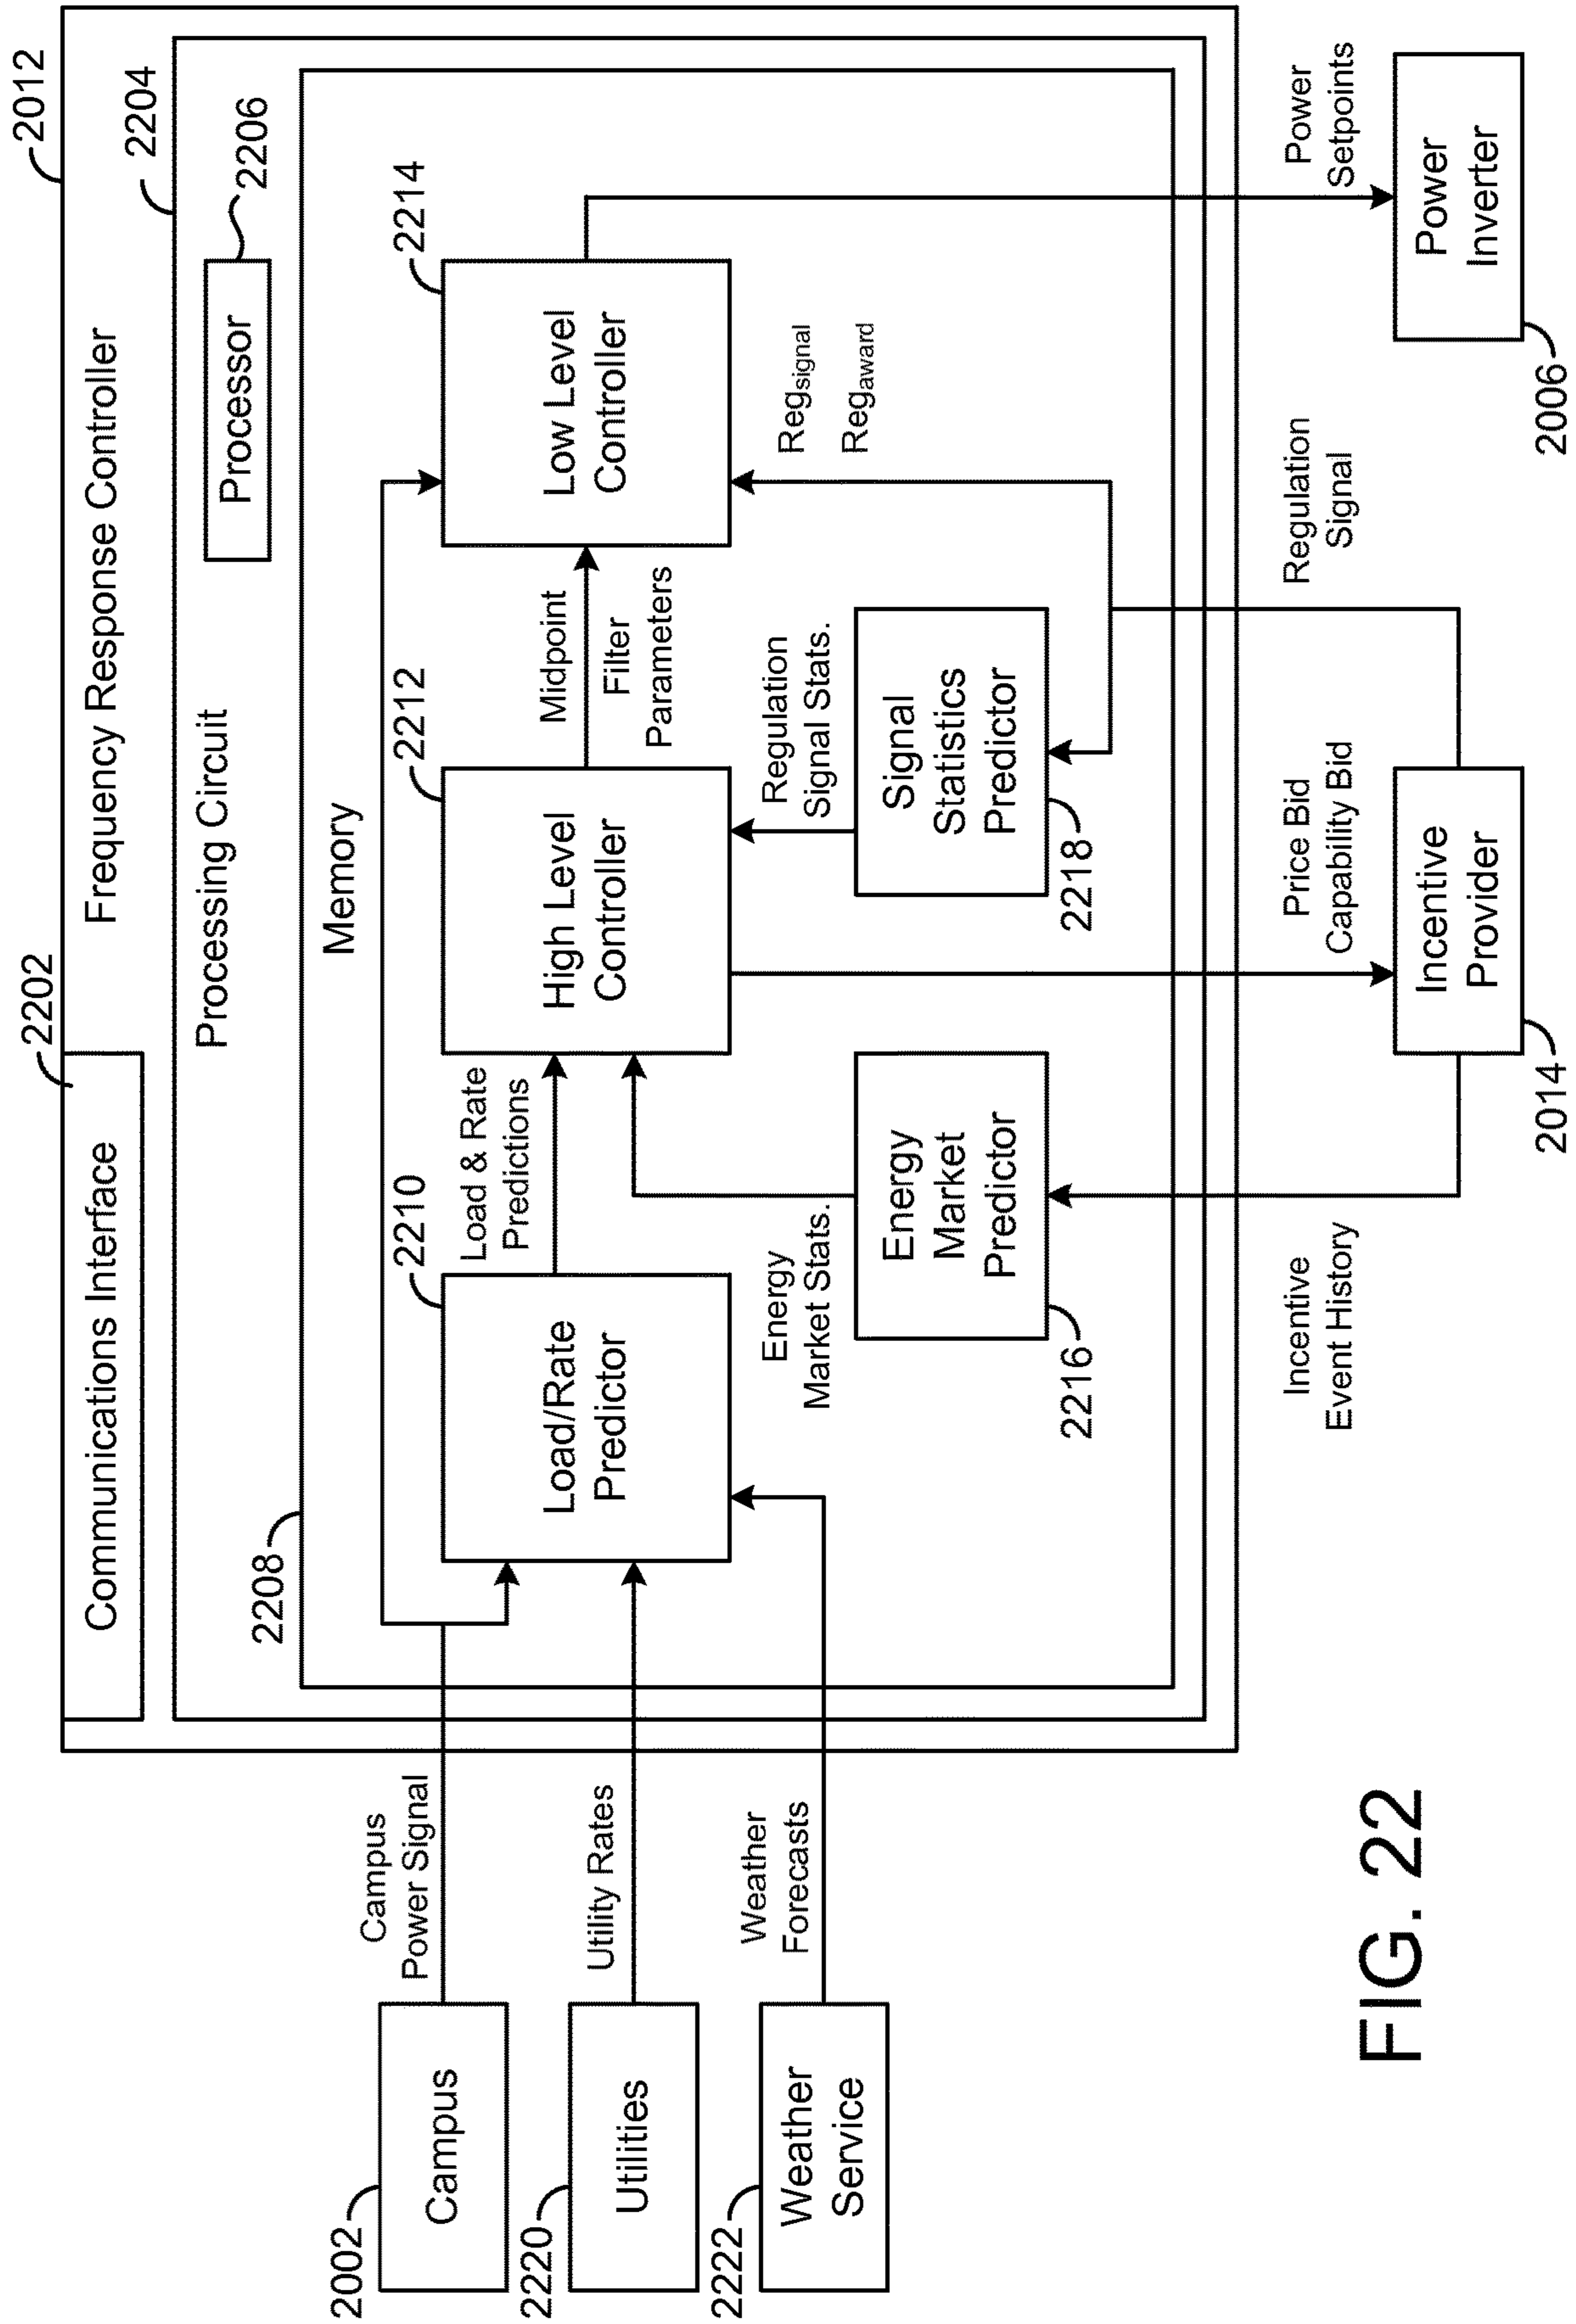 2202
2012
Communications Interface
Frequency Response Controller
2204
Processing Circuit
Processor
2206
2208
Memory
2002
Campus
Campus
Power Signal
2210
Load/Rate
Predictor
Load & Rate
Predictions
2212
High Level
Controller
Midpoint
Filter
Parameters
2214
Low Level
Controller
2220
Utilities
Utility Rates
2222
Weather
Service
Weather
Forecasts
Energy
Market Stats.
Regulation
Signal Stats.
Regsignal
Regaward
Energy
Market
Predictor
2216
Signal
Statistics
Predictor
2218
Incentive
Event History
Price Bid
Capability Bid
Regulation
Signal
Power
Setpoints
Incentive
Provider
2014
Power
Inverter
2006
FIG. 22